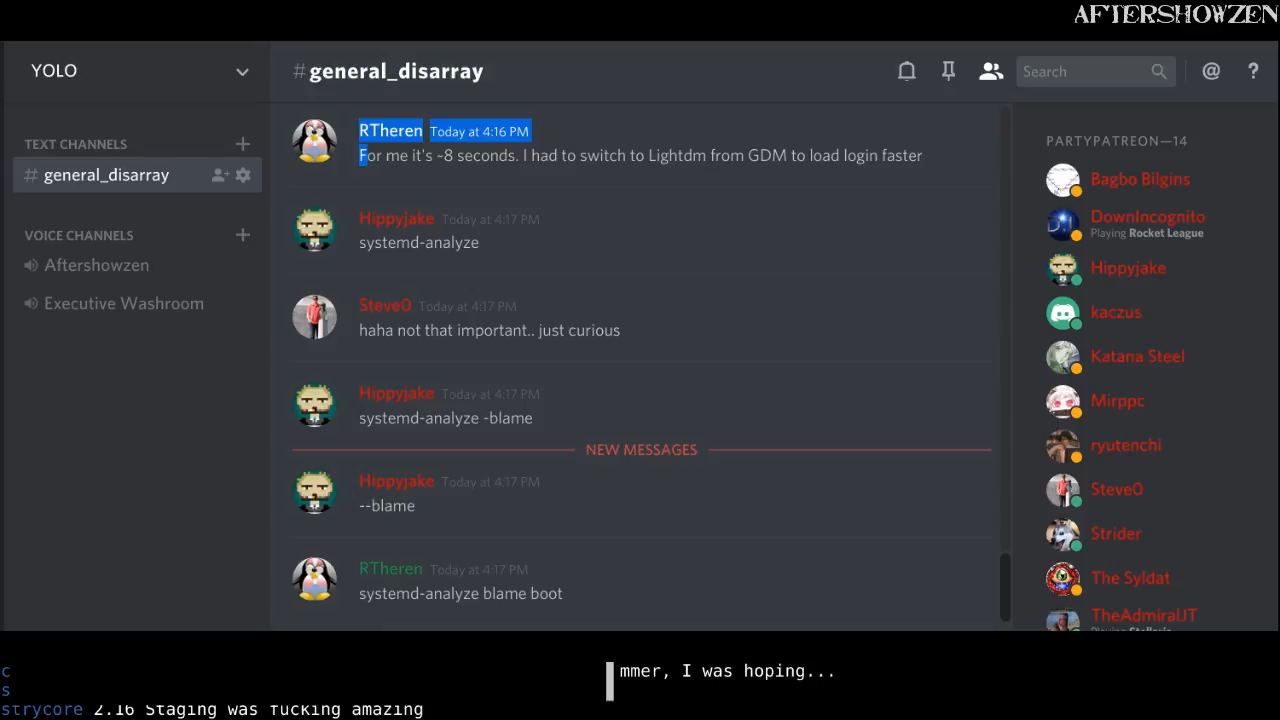 AFTERSHOWZEN
YOLO
#general_disarray
Search
@
?
TEXT CHANNELS +
# general_disarray
VOICE CHANNELS +
Aftershowzen
Executive Washroom
RTheren Today at 4:16 PM
For me it's ~8 seconds. I had to switch to Lightdm from GDM to load login faster
Hippyjake Today at 4:17 PM
systemd-analyze
Steve0 Today at 4:17 PM
haha not that important.. just curious
Hippyjake Today at 4:17 PM
systemd-analyze -blame
NEW MESSAGES
Hippyjake Today at 4:17 PM
--blame
RTheren Today at 4:17 PM
systemd-analyze blame boot
PARTYPATREON—14
Bagbo Bilgins
DownIncognito
Playing Rocket League
Hippyjake
kaczus
Katana Steel
Mirppc
ryutenchi
Steve0
Strider
The Syldat
TheAdmiralJT
c
s
mmer, I was hoping...
strycore 2.16 Staging was fucking amazing